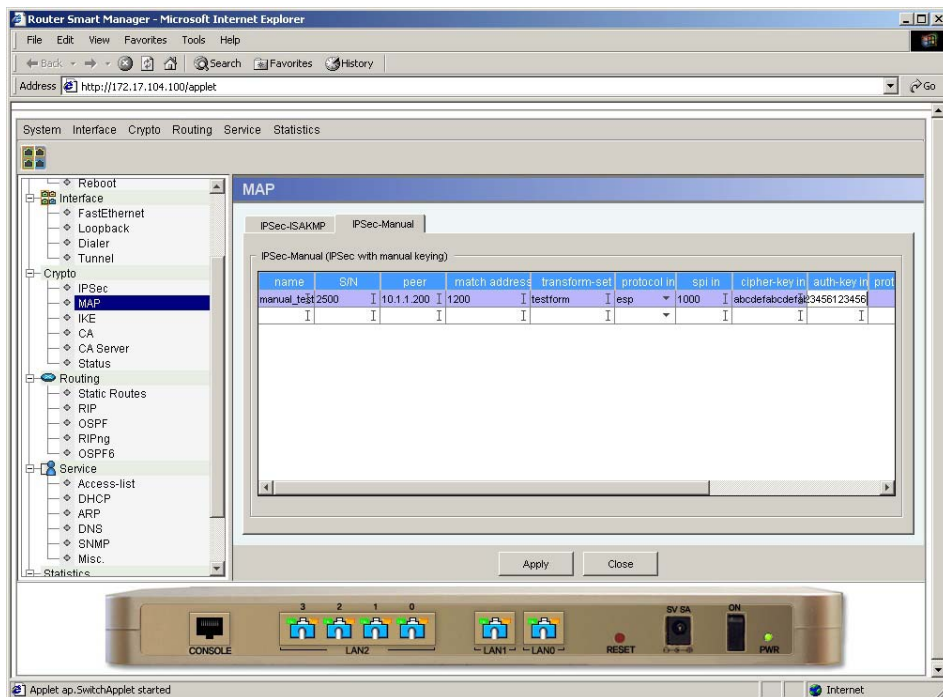 Router Smart Manager - Microsoft Internet Explorer
File Edit View Favorites Tools Help
Back Search Favorites History
Address http://172.17.104.100/applet Go
System Interface Crypto Routing Service Statistics
Reboot
Interface
FastEthernet
Loopback
Dialer
Tunnel
Crypto
IPSec
MAP
IKE
CA
CA Server
Status
Routing
Static Routes
RIP
OSPF
RIPng
OSPF6
Service
Access-list
DHCP
ARP
DNS
SNMP
Misc.
Statistics
MAP
IPSec-ISAKMP IPSec-Manual
IPSec-Manual (IPSec with manual keying)
name S/N peer match address transform-set protocol in spi in cipher-key in auth-key in prot
manual_test 2500 10.1.1.200 1200 testform esp 1000 abcdefabcdefab 23456123456
Apply Close
3 2 1 0
CONSOLE LAN2 LAN1 LAN0 RESET 5V 5A ON PWR
Applet ap.SwitchApplet started Internet